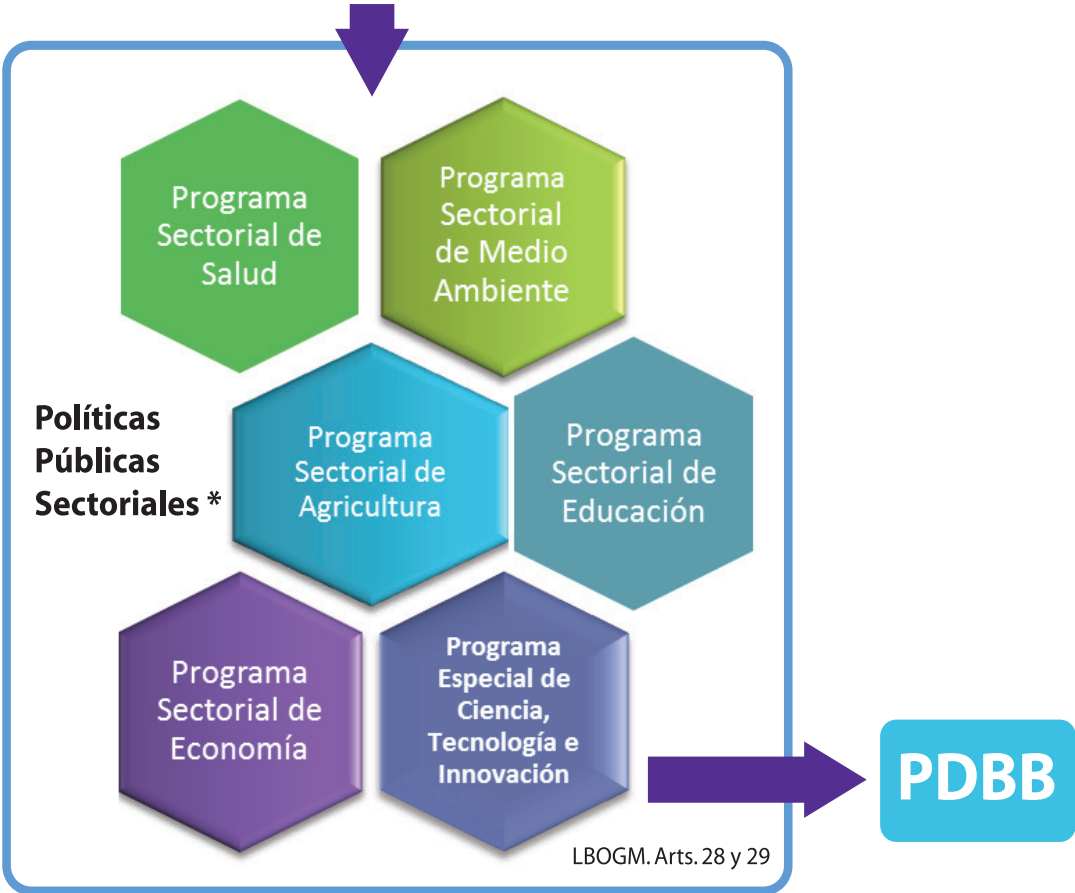 Programa
Sectorial de
Salud
Programa
Sectorial
de Medio
Ambiente
Políticas
Públicas
Sectoriales *
Programa
Sectorial de
Agricultura
Programa
Sectorial de
Educación
Programa
Sectorial de
Economía
Programa
Especial de
Ciencia,
Tecnología e
Innovación
PDBB
LBOGM. Arts. 28 y 29